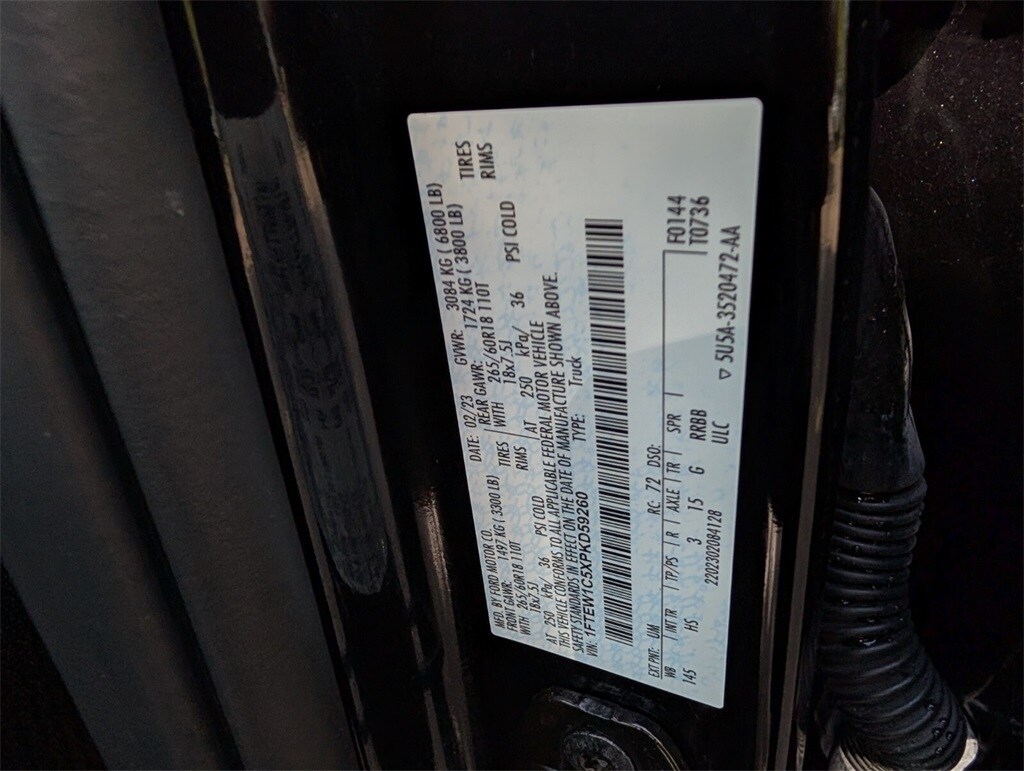 MFD. BY FORD MOTOR CO. DATE: 02/23 GVWR: 3084 KG ( 6800 LB)
FRONT GAWR: 1497 KG ( 3300 LB) REAR GAWR: 1724 KG ( 3800 LB)
WITH 265/60R18 110T TIRES WITH 265/60R18 110T TIRES
18x7.5J RIMS 18x7.5J RIMS
AT 250 kPa/ 36 PSI COLD AT 250 kPa/ 36 PSI COLD
THIS VEHICLE CONFORMS TO ALL APPLICABLE FEDERAL MOTOR VEHICLE
SAFETY STANDARDS IN EFFECT ON THE DATE OF MANUFACTURE SHOWN ABOVE.
VIN: 1FTEW1C5XPKD59260 TYPE: Truck
EXT PNT: UM RC: 72 DSO: F0144
WB INT TR TP/PS R AXLE TR SPR T0736
145 HS 3 15 G RRBB
ULC ▽ 5U5A-3520472-AA
2202302084128